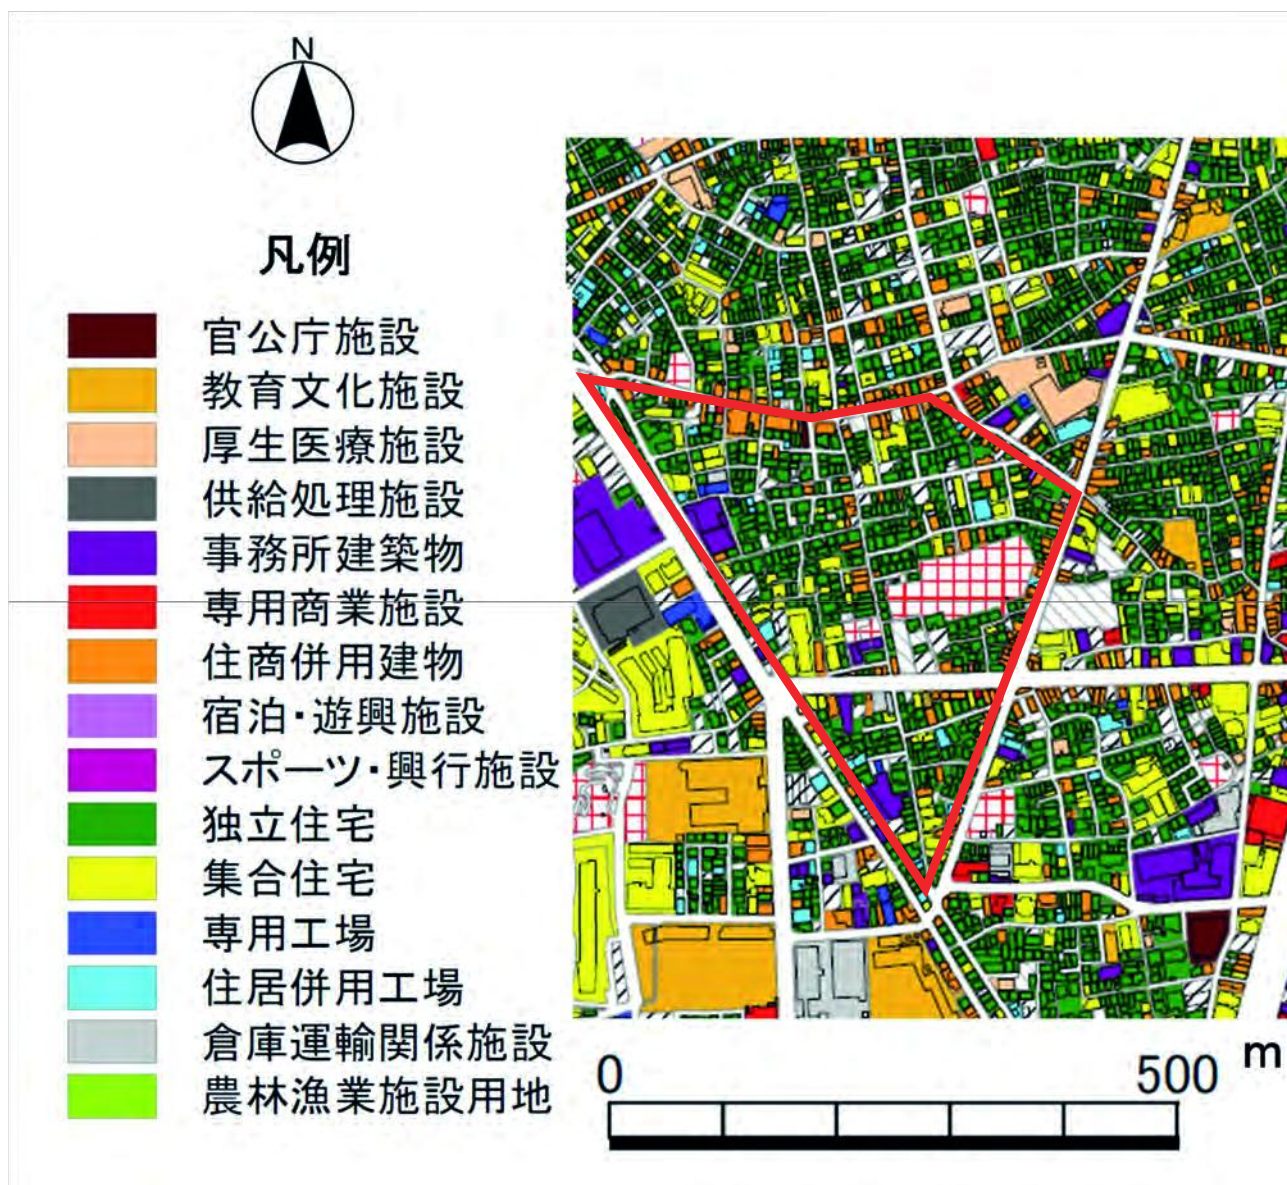 N
凡例
官公庁施設
教育文化施設
厚生医療施設
供給処理施設
事務所建築物
専用商業施設
住商併用建物
宿泊・遊興施設
スポーツ・興行施設
独立住宅
集合住宅
専用工場
住居併用工場
倉庫運輸関係施設
農林漁業施設用地
0 500 m